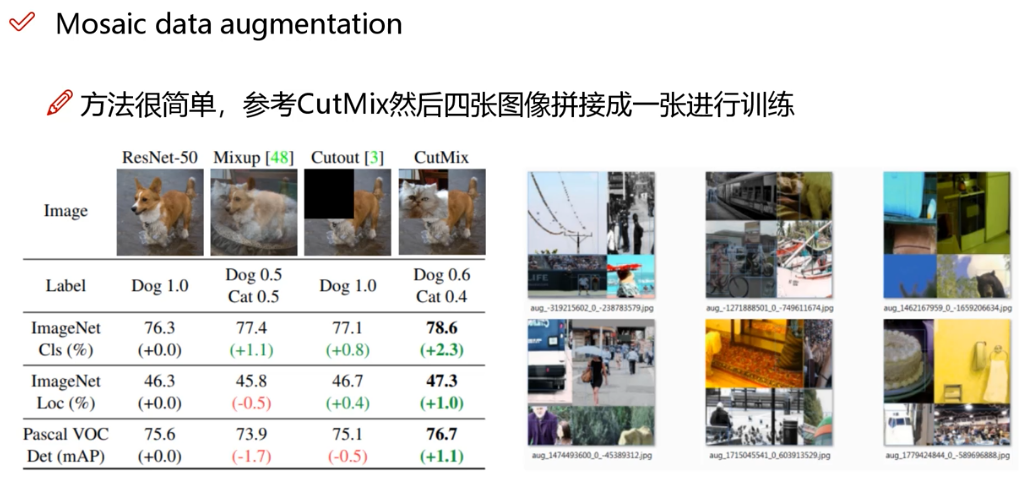 Mosaic data augmentation
方法很简单，参考CutMix然后四张图像拼接成一张进行训练
ResNet-50 Mixup [48] Cutout [3] CutMix
Image
Label Dog 1.0 Dog 0.5 Cat 0.5 Dog 1.0 Dog 0.6 Cat 0.4
ImageNet Cls (%) 76.3 (+0.0) 77.4 (+1.1) 77.1 (+0.8) 78.6 (+2.3)
ImageNet Loc (%) 46.3 (+0.0) 45.8 (-0.5) 46.7 (+0.4) 47.3 (+1.0)
Pascal VOC Det (mAP) 75.6 (+0.0) 73.9 (-1.7) 75.1 (-0.5) 76.7 (+1.1)
aug_-319215602_0_-238783579.jpg
aug_-1271888501_0_-749611674.jpg
aug_1462167959_0_-1659206634.jpg
aug_1474493600_0_-45389312.jpg
aug_1715045541_0_603913529.jpg
aug_1779424844_0_-589696888.jpg